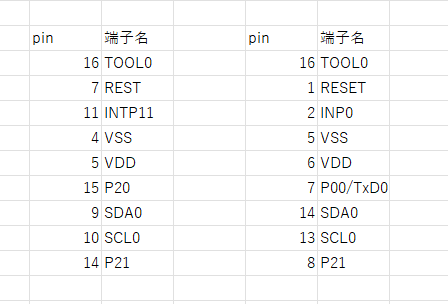 pin 端子名 pin 端子名
16 TOOL0 16 TOOL0
7 REST 1 RESET
11 INTP11 2 INP0
4 VSS 5 VSS
5 VDD 6 VDD
15 P20 7 P00/TxD0
9 SDA0 14 SDA0
10 SCL0 13 SCL0
14 P21 8 P21